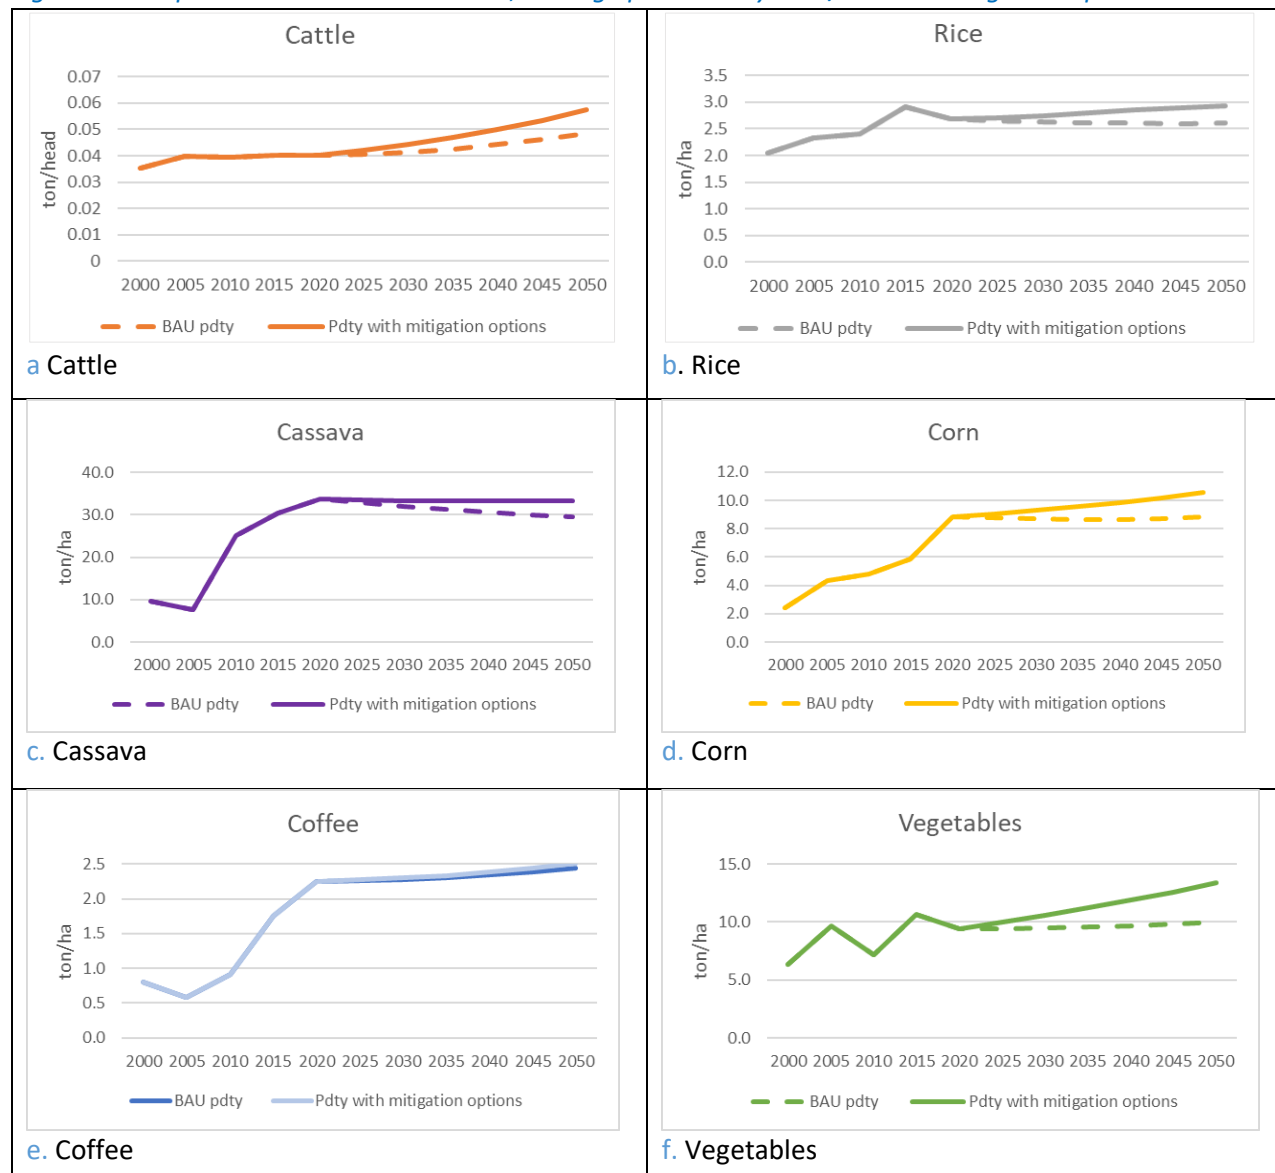 Cattle
0.07
0.06
0.05
0.04
0.03
0.02
0.01
0
ton/head
2000 2005 2010 2015 2020 2025 2030 2035 2040 2045 2050
BAU pdty Pdty with mitigation options
a Cattle
Rice
3.5
3.0
2.5
2.0
1.5
1.0
0.5
0.0
ton/ha
2000 2005 2010 2015 2020 2025 2030 2035 2040 2045 2050
BAU pdty Pdty with mitigation options
b. Rice
Cassava
40.0
30.0
20.0
10.0
0.0
ton/ha
2000 2005 2010 2015 2020 2025 2030 2035 2040 2045 2050
BAU pdty Pdty with mitigation options
c. Cassava
Corn
12.0
10.0
8.0
6.0
4.0
2.0
0.0
ton/ha
2000 2005 2010 2015 2020 2025 2030 2035 2040 2045 2050
BAU pdty Pdty with mitigation options
d. Corn
Coffee
2.5
2.0
1.5
1.0
0.5
0.0
ton/ha
2000 2005 2010 2015 2020 2025 2030 2035 2040 2045 2050
BAU pdty Pdty with mitigation options
e. Coffee
Vegetables
15.0
10.0
5.0
0.0
ton/ha
2000 2005 2010 2015 2020 2025 2030 2035 2040 2045 2050
BAU pdty Pdty with mitigation options
f. Vegetables